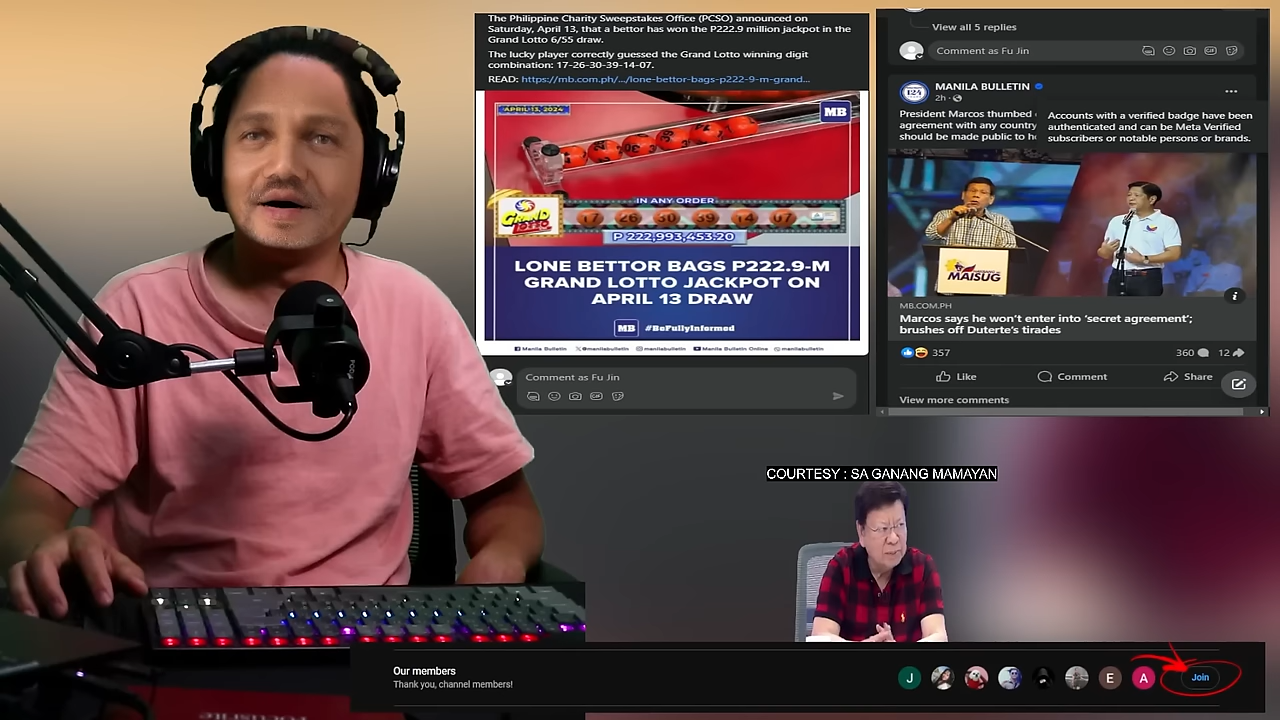 The Philippine Charity Sweepstakes Office (PCSO) announced on
Saturday, April 13, that a bettor has won the P222.9 million jackpot in the
Grand Lotto 6/55 draw.
The lucky player correctly guessed the Grand Lotto winning digit
combination: 17-26-30-39-14-07.
READ: https://mb.com.ph/.../lone-bettor-bags-p222-9-m-grand...
APRIL 13, 2024
MB
IN ANY ORDER
GRAND
LOTTO
17 26 30 39 14 07
P 222,993,453.20
LONE BETTOR BAGS P222.9-M
GRAND LOTTO JACKPOT ON
APRIL 13 DRAW
MB #BeFullyInformed
Manila Bulletin @manilabulletin manilabulletin Manila Bulletin Online manilabulletin
Comment as Fu Jin
View all 5 replies
Comment as Fu Jin
MANILA BULLETIN
2h
President Marcos thumbed
agreement with any country
should be made public to
Accounts with a verified badge have been
authenticated and can be Meta Verified
subscribers or notable persons or brands.
MAISUG
MB.COM.PH
Marcos says he won't enter into 'secret agreement';
brushes off Duterte's tirades
357
360 12
Like Comment Share
View more comments
COURTESY : SA GANANG MAMAYAN
Our members
Thank you, channel members!
J E A Join